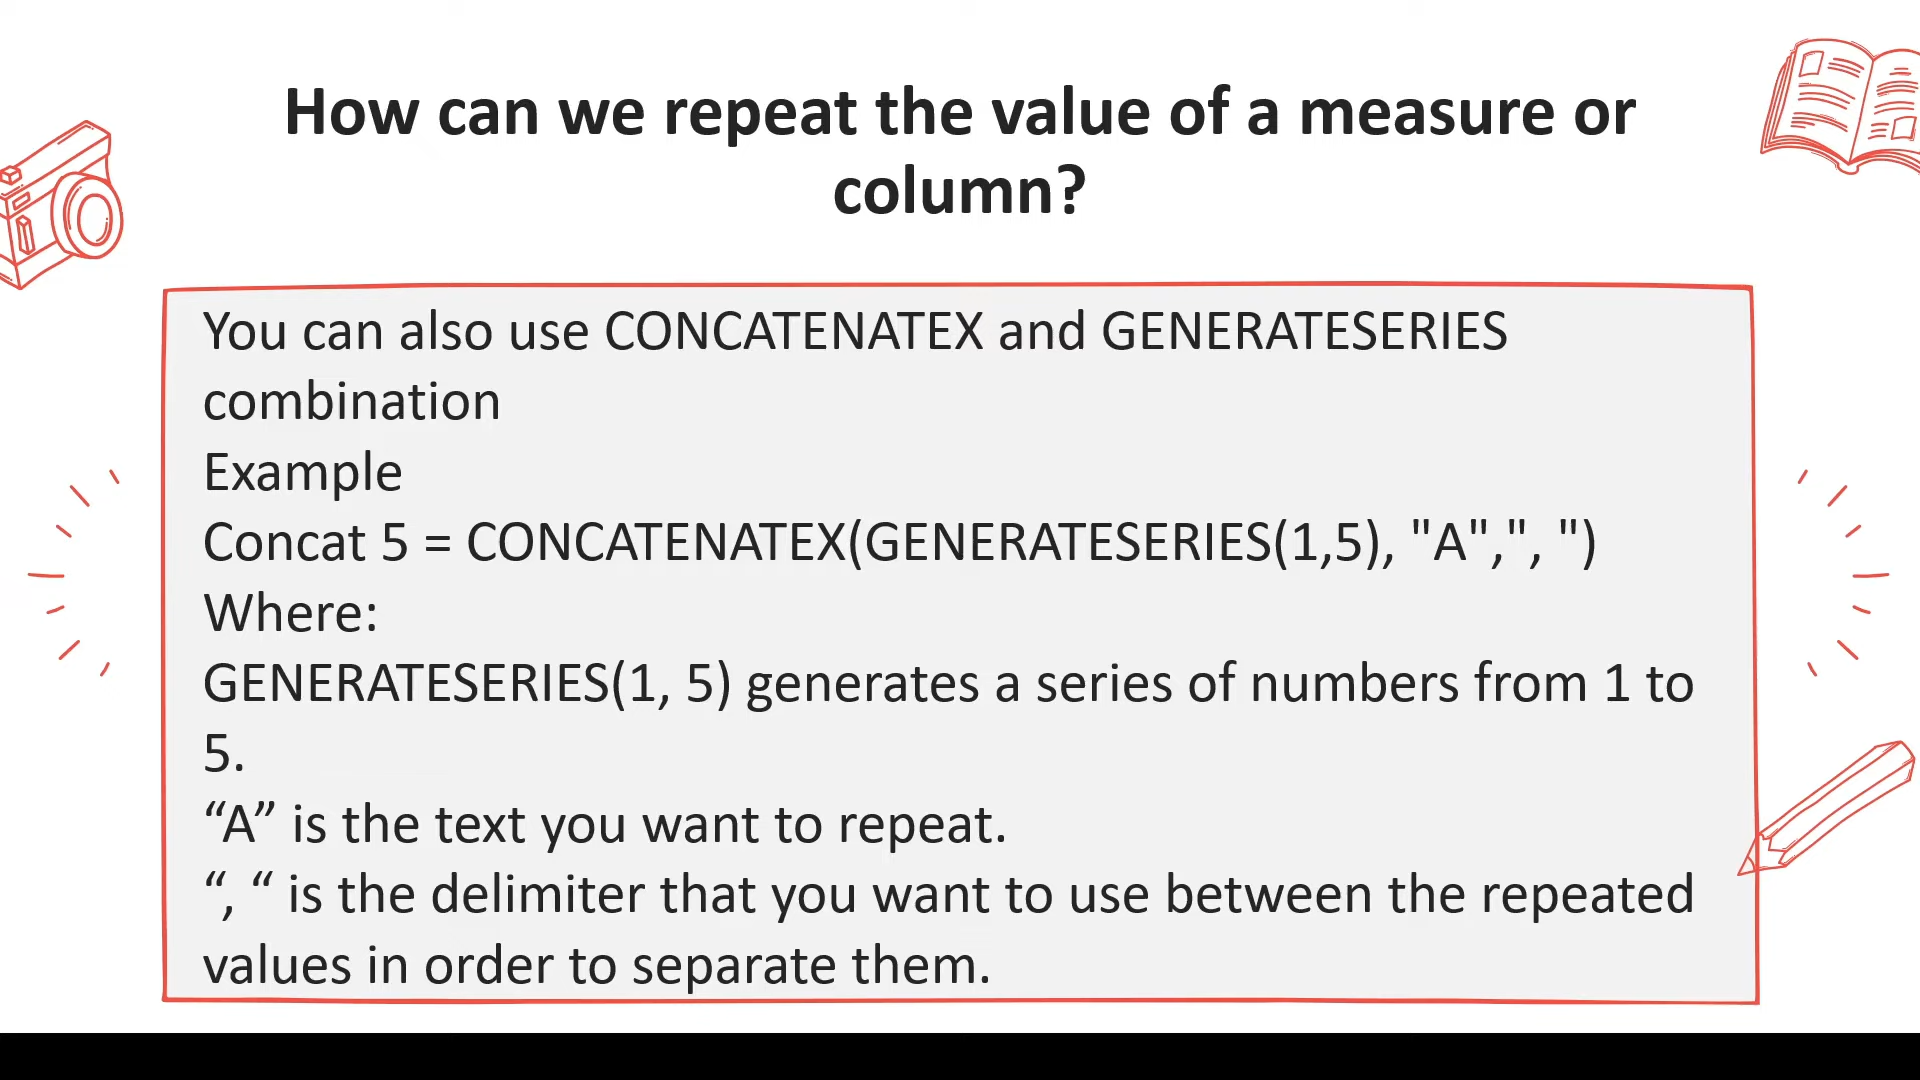 How can we repeat the value of a measure or
column?
You can also use CONCATENATEX and GENERATESERIES
combination
Example
Concat 5 = CONCATENATEX(GENERATESERIES(1,5), "A",", ")
Where:
GENERATESERIES(1, 5) generates a series of numbers from 1 to
5.
“A” is the text you want to repeat.
“, “ is the delimiter that you want to use between the repeated
values in order to separate them.